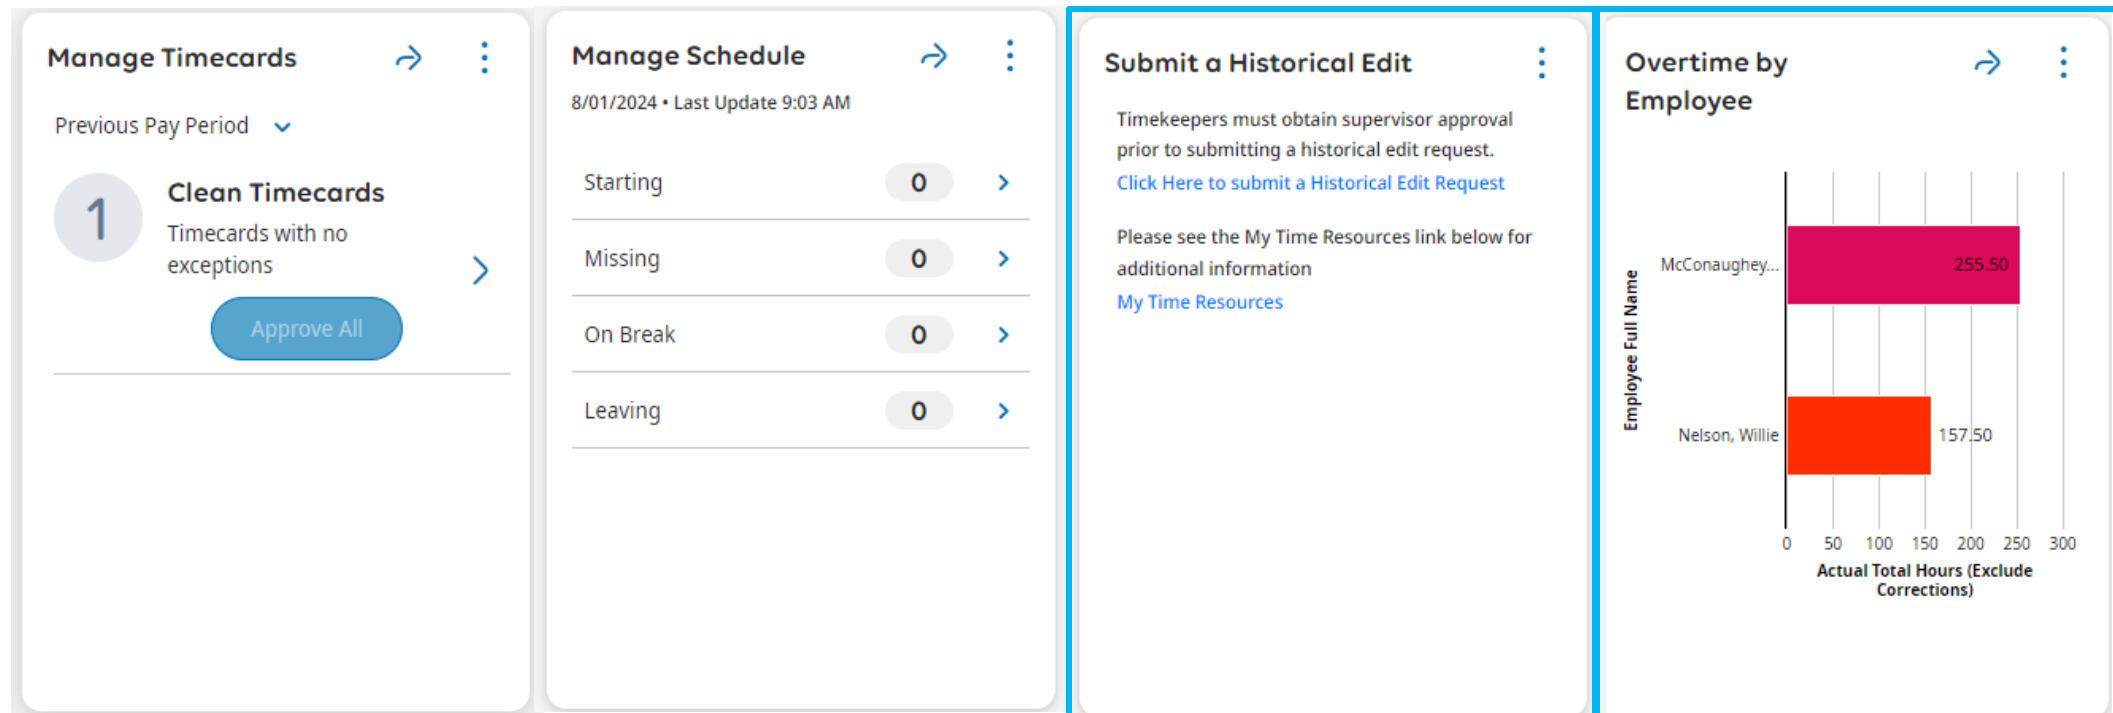 Manage Timecards
Previous Pay Period
1
Clean Timecards
Timecards with no
exceptions
Approve All
Manage Schedule
8/01/2024 • Last Update 9:03 AM
Starting 0
Missing 0
On Break 0
Leaving 0
Submit a Historical Edit
Timekeepers must obtain supervisor approval
prior to submitting a historical edit request.
Click Here to submit a Historical Edit Request
Please see the My Time Resources link below for
additional information
My Time Resources
Overtime by
Employee
Employee Full Name
McConaughey... 255.50
Nelson, Willie 157.50
0 50 100 150 200 250 300
Actual Total Hours (Exclude
Corrections)